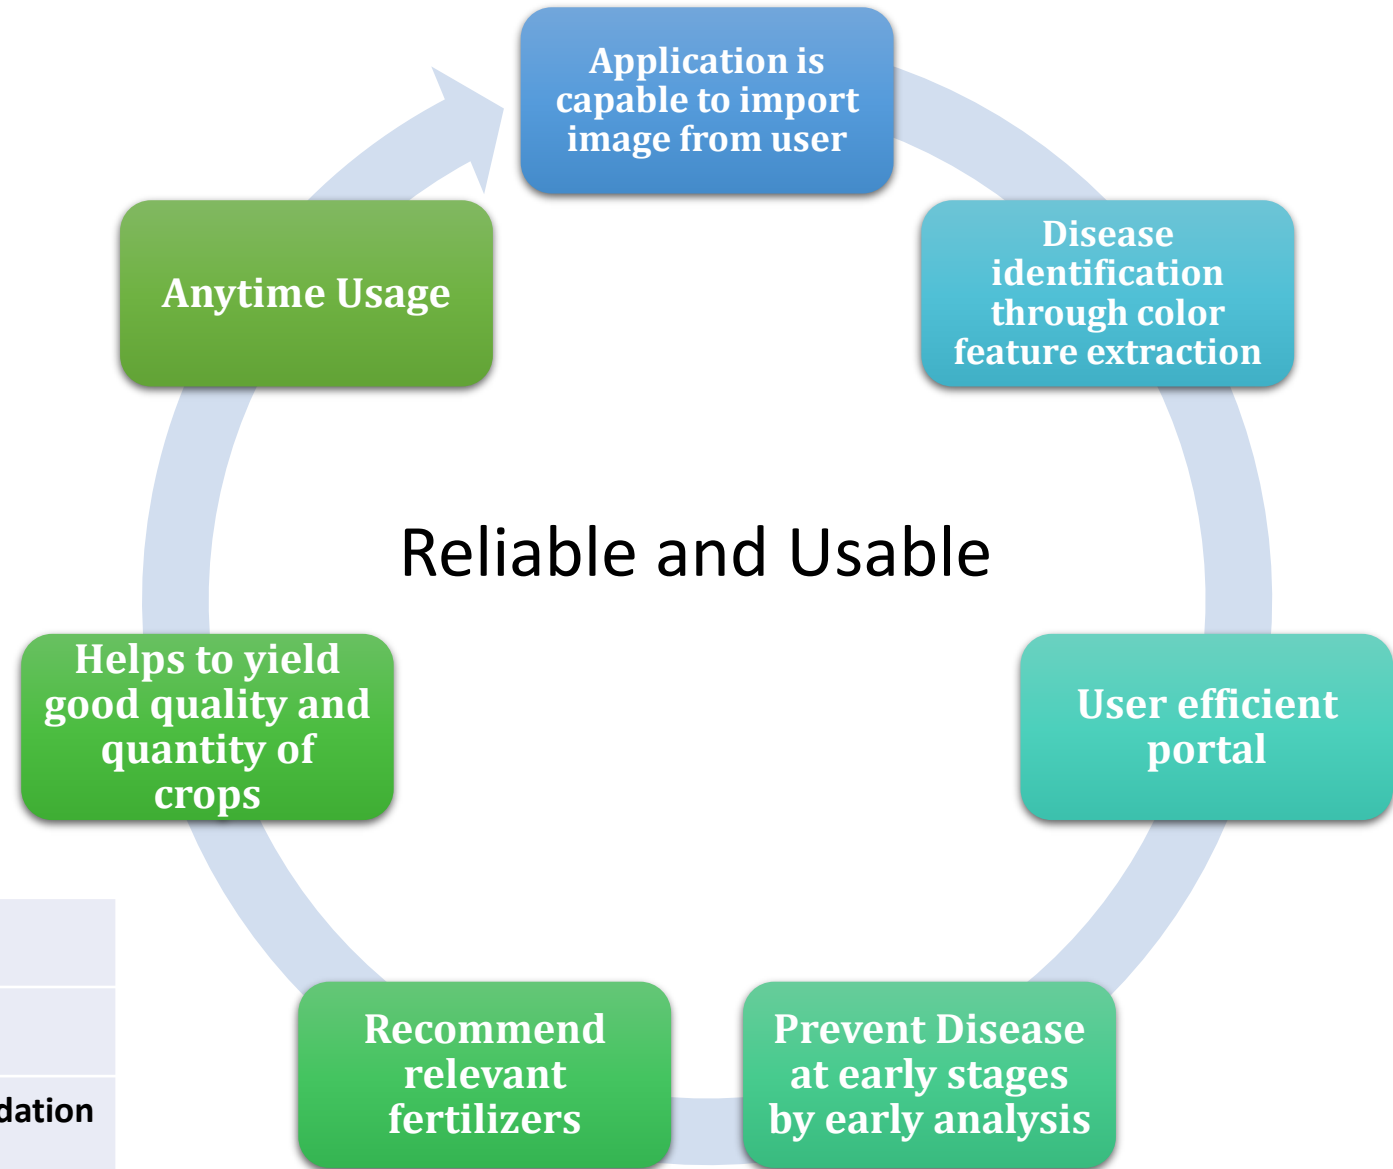 Application is
capable to import
image from user
Disease
identification
through color
feature extraction
User efficient
portal
Prevent Disease
at early stages
by early analysis
Recommend
relevant
fertilizers
Helps to yield
good quality and
quantity of
crops
Anytime Usage
Reliable and Usable
dation